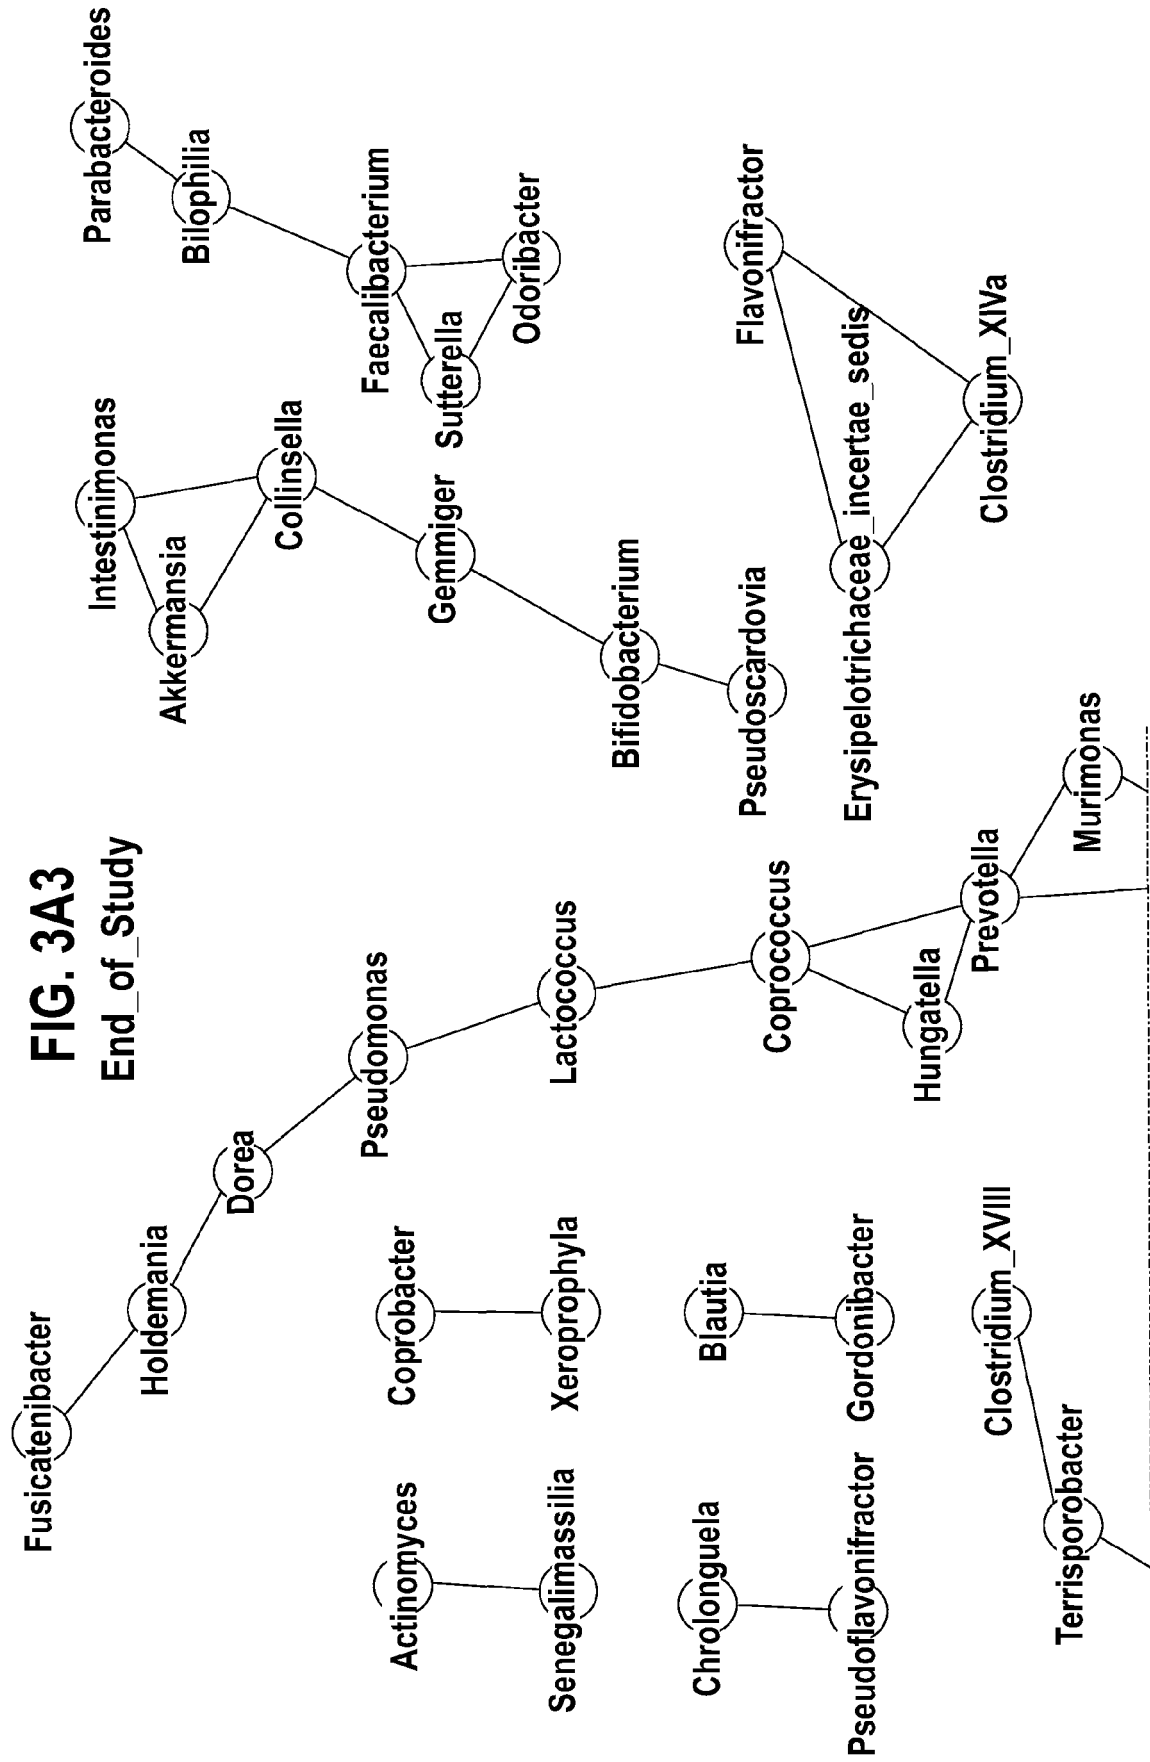 FIG. 3A3
End_of_Study
Fusicatenibacter
Holdemania
Dorea
Pseudomonas
Lactococcus
Coprococcus
Hungatella
Prevotella
Murimonas
Intestinimonas
Akkermansia
Collinsella
Gemmiger
Bifidobacterium
Pseudoscardovia
Parabacteroides
Bilophilia
Faecalibacterium
Sutterella
Odoribacter
Flavonifractor
Erysipelotrichaceae_incertae_sedis
Clostridium_XIVa
Actinomyces
Senegalimassilia
Coprobacter
Xeroprophyla
Chrolonguela
Pseudoflavonifractor
Blautia
Gordonibacter
Clostridium_XVIII
Terrisporobacter